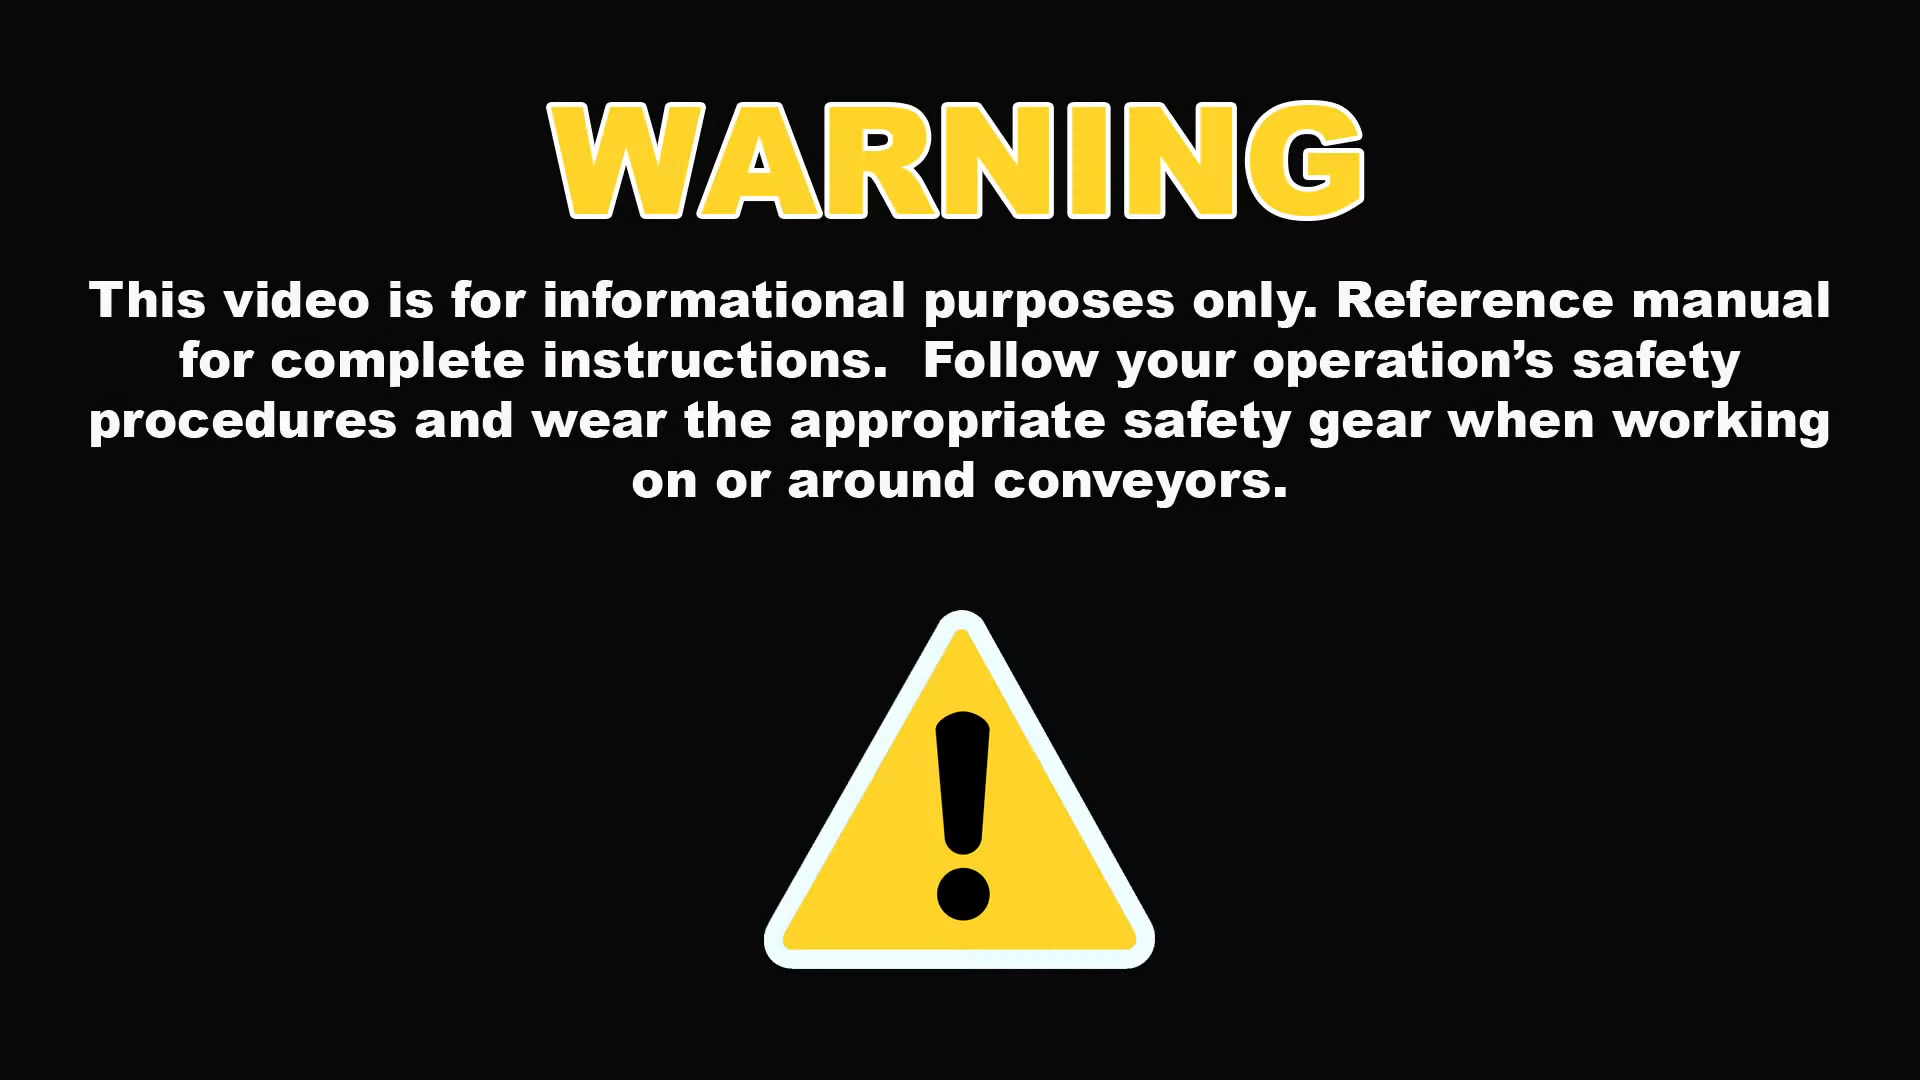 WARNING
This video is for informational purposes only. Reference manual
for complete instructions.  Follow your operation’s safety
procedures and wear the appropriate safety gear when working
on or around conveyors.
!